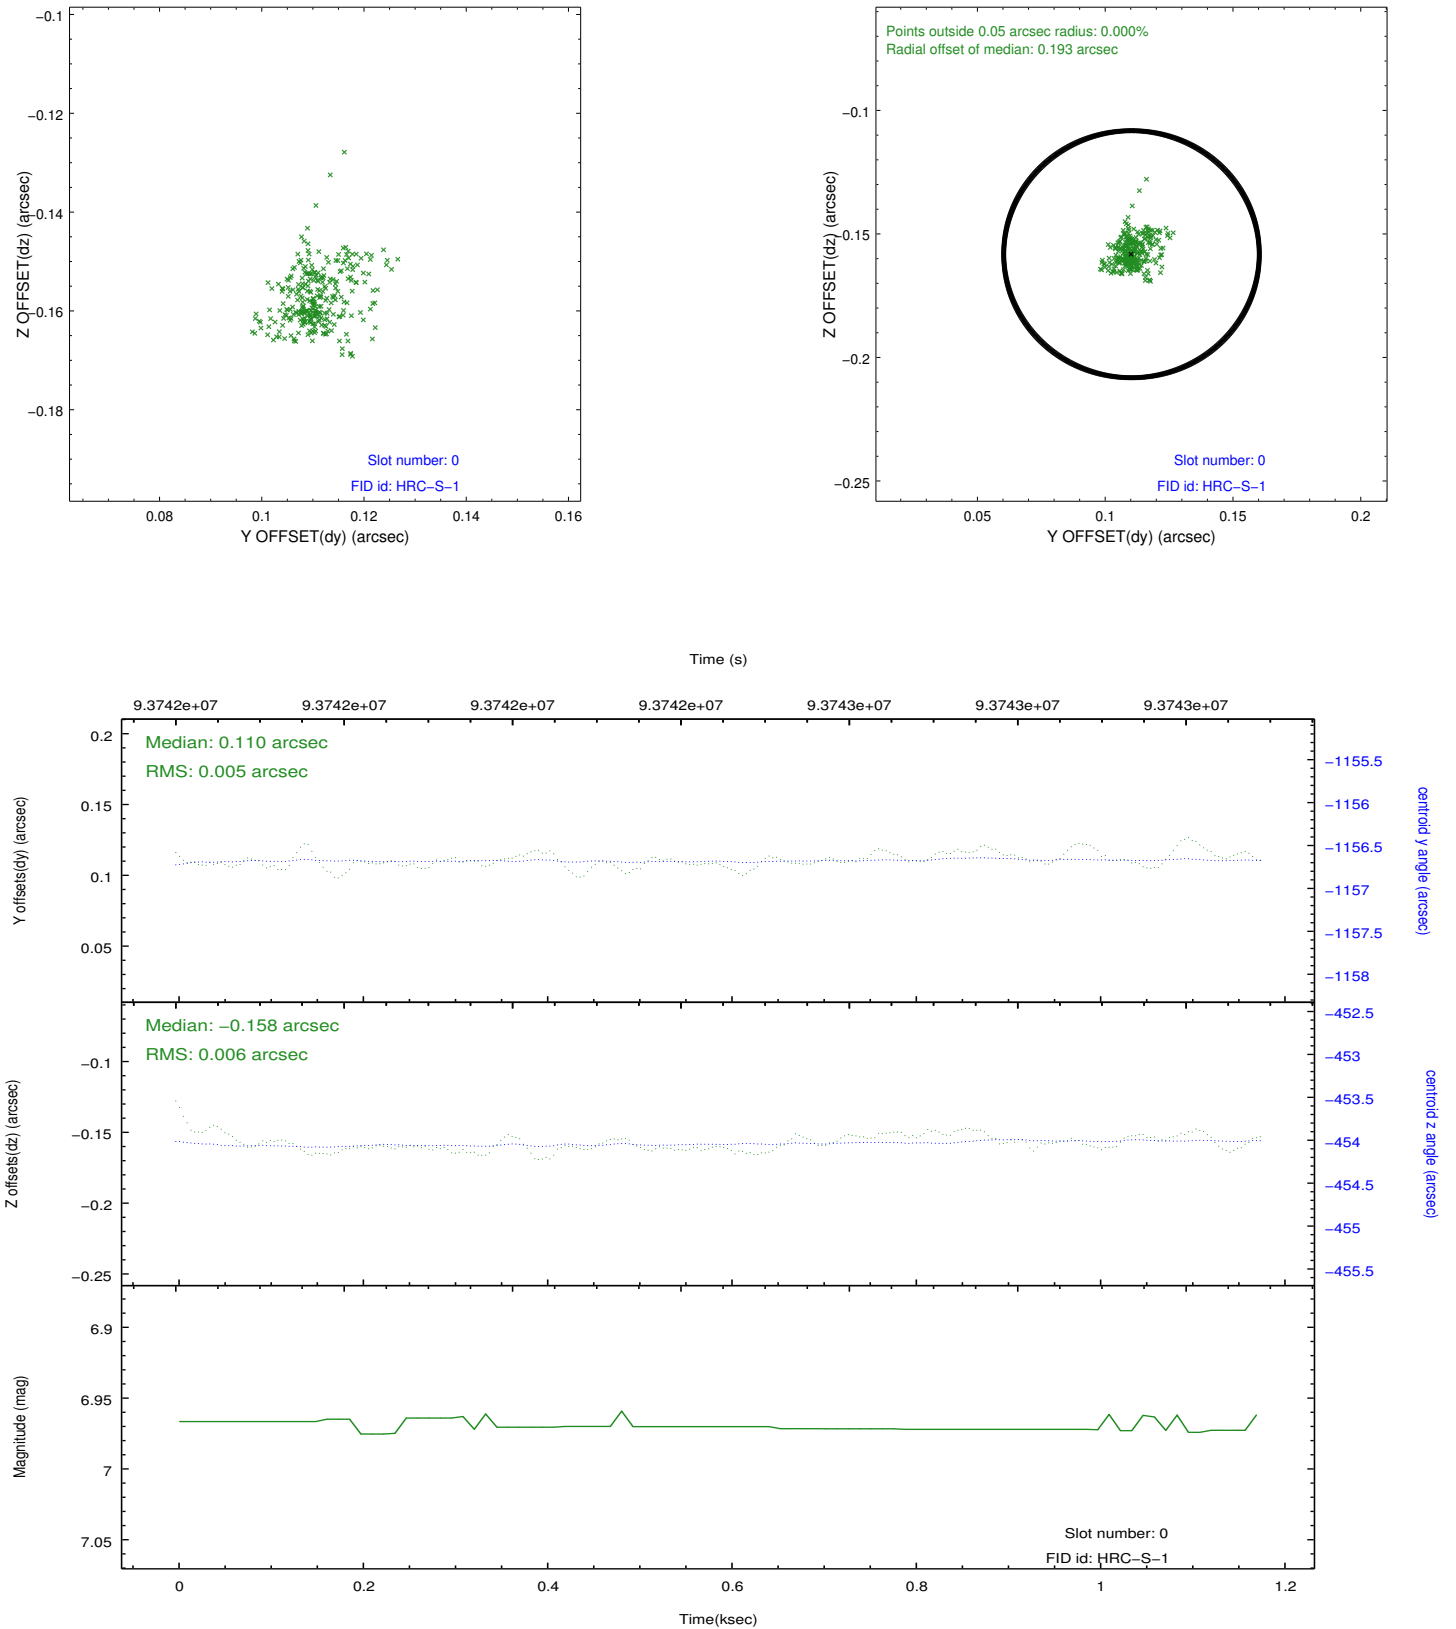 −0.1
−0.12
−0.14
−0.16
−0.18
Z OFFSET(dz) (arcsec)
Slot number: 0
FID id: HRC−S−1
0.08
0.1
0.12
0.14
0.16
Y OFFSET(dy) (arcsec)
Points outside 0.05 arcsec radius: 0.000%
Radial offset of median: 0.193 arcsec
−0.1
−0.15
−0.2
−0.25
Z OFFSET(dz) (arcsec)
Slot number: 0
FID id: HRC−S−1
0.05
0.1
0.15
0.2
Y OFFSET(dy) (arcsec)
Time (s)
9.3742e+07
9.3742e+07
9.3742e+07
9.3742e+07
9.3743e+07
9.3743e+07
9.3743e+07
Median: 0.110 arcsec
RMS: 0.005 arcsec
0.2
0.15
0.1
0.05
Y offsets(dy) (arcsec)
−1155.5
−1156
−1156.5
−1157
−1157.5
−1158
centroid y angle (arcsec)
Median: −0.158 arcsec
RMS: 0.006 arcsec
−0.1
−0.15
−0.2
−0.25
Z offsets(dz) (arcsec)
−452.5
−453
−453.5
−454
−454.5
−455
−455.5
centroid z angle (arcsec)
6.9
6.95
7
7.05
Magnitude (mag)
Slot number: 0
FID id: HRC−S−1
0
0.2
0.4
0.6
0.8
1
1.2
Time(ksec)